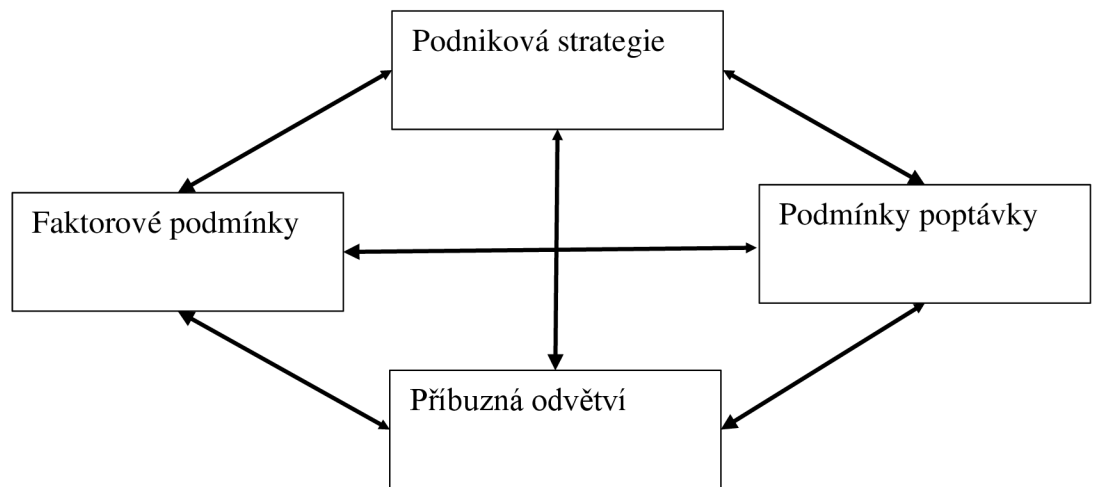 Podniková strategie
Faktorové podmínky
Podmínky poptávky
Příbuzná odvětví